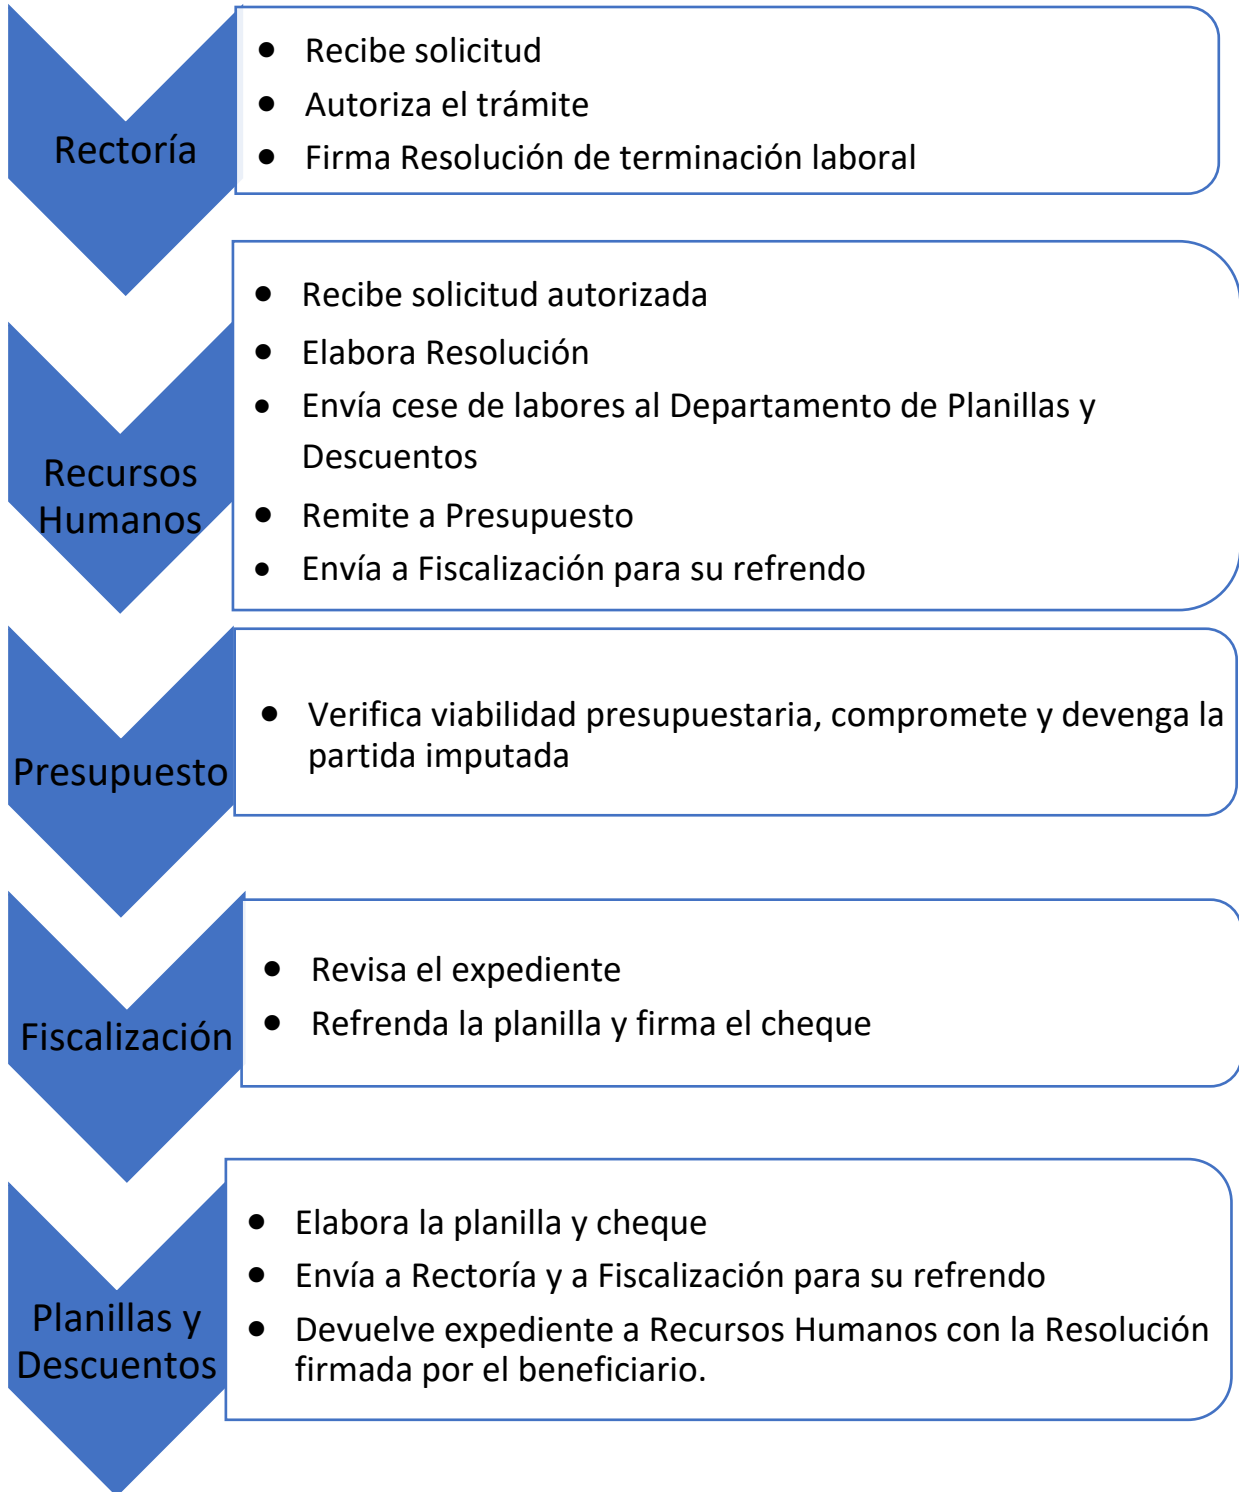 Rectoría
• Recibe solicitud
• Autoriza el trámite
• Firma Resolución de terminación laboral
Recursos
Humanos
• Recibe solicitud autorizada
• Elabora Resolución
• Envía cese de labores al Departamento de Planillas y
Descuentos
• Remite a Presupuesto
• Envía a Fiscalización para su refrendo
Presupuesto
• Verifica viabilidad presupuestaria, compromete y devenga la
partida imputada
Fiscalización
• Revisa el expediente
• Refrenda la planilla y firma el cheque
Planillas y
Descuentos
• Elabora la planilla y cheque
• Envía a Rectoría y a Fiscalización para su refrendo
• Devuelve expediente a Recursos Humanos con la Resolución
firmada por el beneficiario.